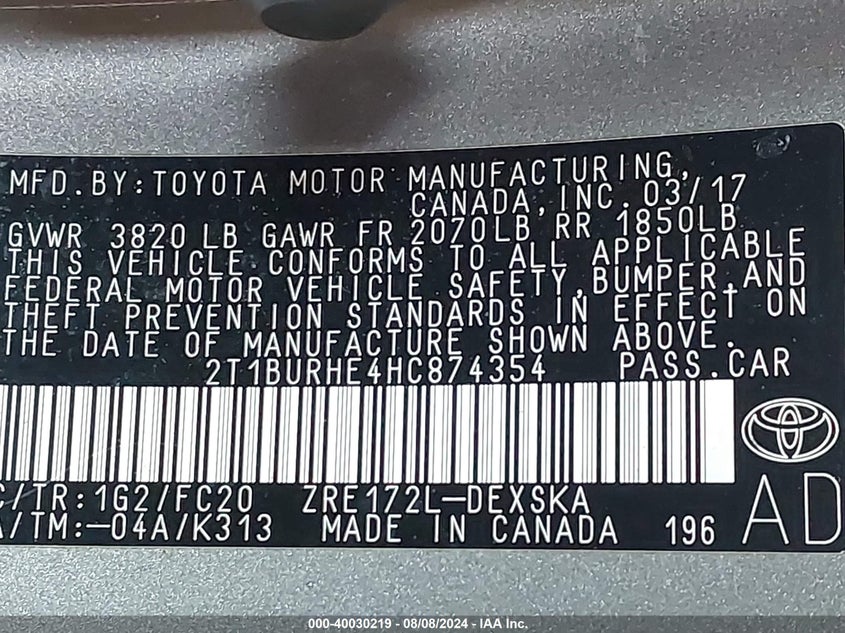 MFD.BY:TOYOTA MOTOR MANUFACTURING,
CANADA,INC.03/17
GVWR 3820 LB GAWR FR 2070LB RR 1850LB
THIS VEHICLE CONFORMS TO ALL APPLICABLE
FEDERAL MOTOR VEHICLE SAFETY,BUMPER,AND
THEFT PREVENTION STANDARDS IN EFFECT ON
THE DATE OF MANUFACTURE SHOWN ABOVE.
2T1BURHE4HC874354 PASS.CAR
C/TR:1G2/FC20 ZRE172L-DEXSKA
A/TM:-04A/K313 MADE IN CANADA 196 AD
000-40030219 - 08/08/2024 - IAA Inc.